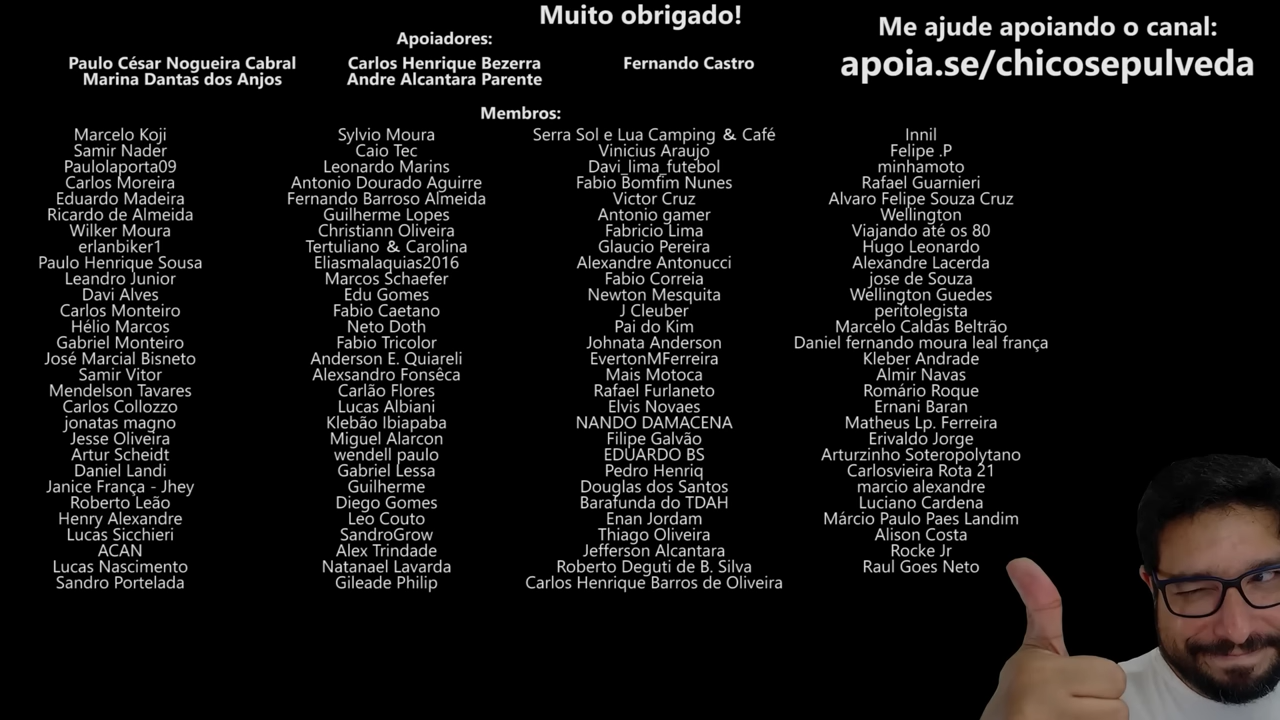 Muito obrigado!
Me ajude apoiando o canal:
apoia.se/chicosepulveda
Apoiadores:
Paulo César Nogueira Cabral
Marina Dantas dos Anjos
Carlos Henrique Bezerra
Andre Alcantara Parente
Fernando Castro
Membros:
Marcelo Koji
Samir Nader
Paulolaporta09
Carlos Moreira
Eduardo Madeira
Ricardo de Almeida
Wilker Moura
erlanbiker1
Paulo Henrique Sousa
Leandro Junior
Davi Alves
Carlos Monteiro
Hélio Marcos
Gabriel Monteiro
José Marcial Bisneto
Samir Vitor
Mendelson Tavares
Carlos Collozzo
jonatas magno
Jesse Oliveira
Artur Scheidt
Daniel Landi
Janice França - Jhey
Roberto Leão
Henry Alexandre
Lucas Sicchieri
ACAN
Lucas Nascimento
Sandro Portelada
Sylvio Moura
Caio Tec
Leonardo Marins
Antonio Dourado Aguirre
Fernando Barroso Almeida
Guilherme Lopes
Christiann Oliveira
Tertuliano & Carolina
Eliasmalaquias2016
Marcos Schaefer
Edu Gomes
Fabio Caetano
Neto Doth
Fabio Tricolor
Anderson E. Quiareli
Alexsandro Fonsêca
Carlão Flores
Lucas Albiani
Klebão Ibiapaba
Miguel Alarcon
wendell paulo
Gabriel Lessa
Guilherme
Diego Gomes
Leo Couto
SandroGrow
Alex Trindade
Natanael Lavarda
Gileade Philip
Serra Sol e Lua Camping & Café
Vinicius Araujo
Davi_lima_futebol
Fabio Bomfim Nunes
Victor Cruz
Antonio gamer
Fabricio Lima
Glaucio Pereira
Alexandre Antonucci
Fabio Correia
Newton Mesquita
J Cleuber
Pai do Kim
Johnata Anderson
EvertonMFerreira
Mais Motoca
Rafael Furlaneto
Elvis Novaes
NANDO DAMACENA
Filipe Galvão
EDUARDO BS
Pedro Henriq
Douglas dos Santos
Barafunda do TDAH
Enan Jordam
Thiago Oliveira
Jefferson Alcantara
Roberto Deguti de B. Silva
Carlos Henrique Barros de Oliveira
Innil
Felipe .P
minhamoto
Rafael Guarnieri
Alvaro Felipe Souza Cruz
Wellington
Viajando até os 80
Hugo Leonardo
Alexandre Lacerda
jose de Souza
Wellington Guedes
peritolegista
Marcelo Caldas Beltrão
Daniel fernando moura leal frança
Kleber Andrade
Almir Navas
Romário Roque
Ernani Baran
Matheus Lp. Ferreira
Erivaldo Jorge
Arturzinho Soteropolytano
Carlosvieira Rota 21
marcio alexandre
Luciano Cardena
Márcio Paulo Paes Landim
Alison Costa
Rocke Jr
Raul Goes Neto